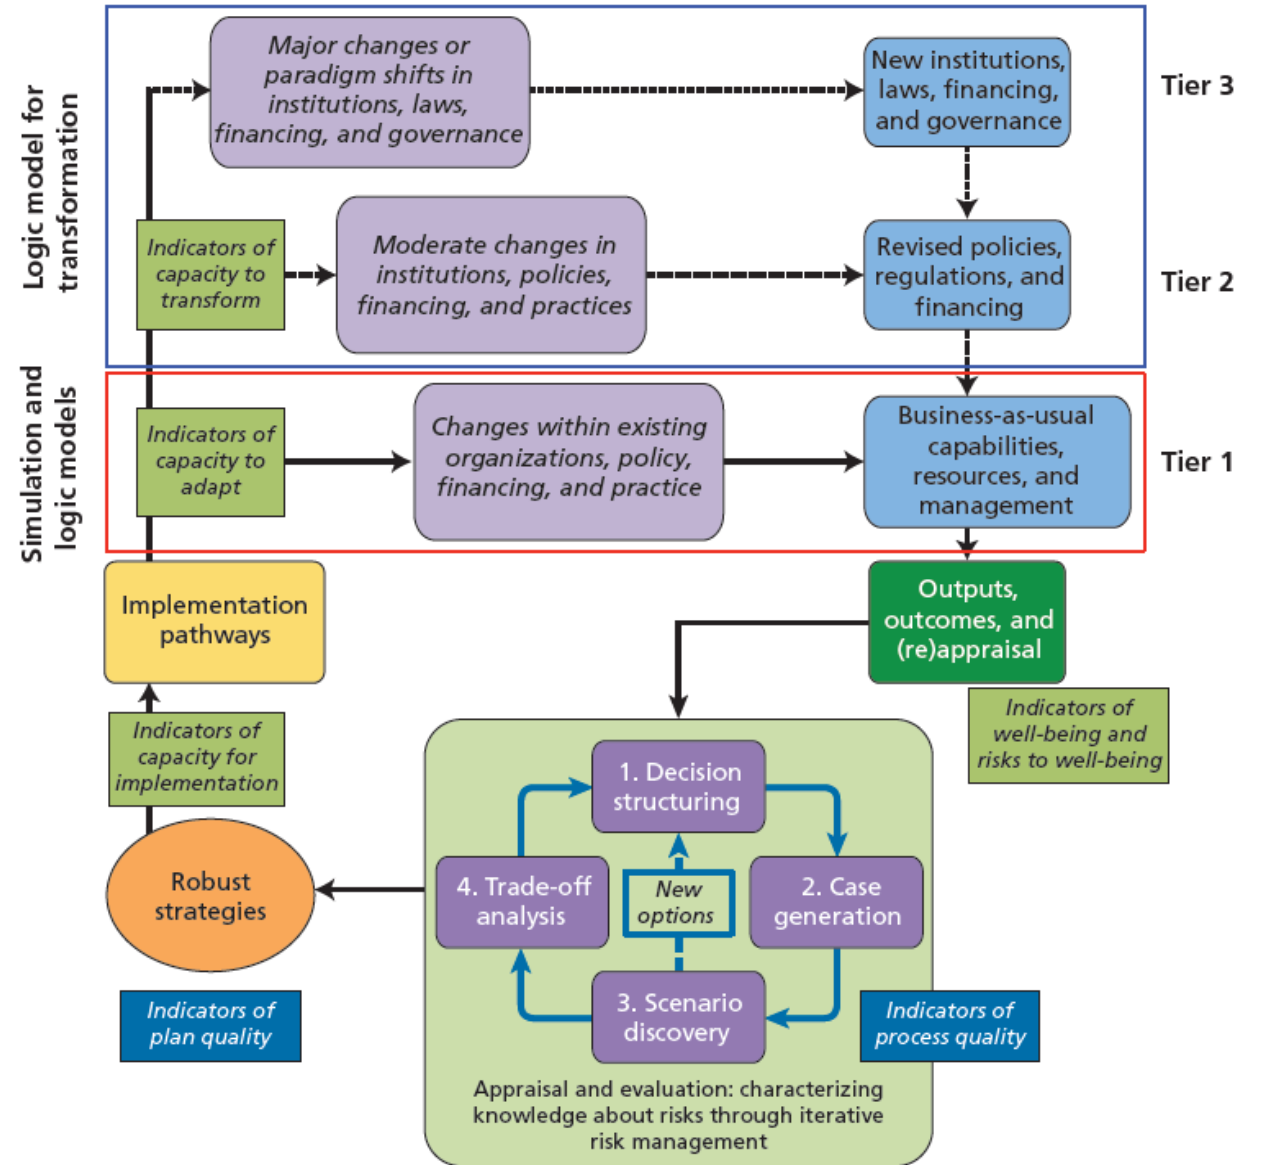 Logic model for
transformation
Major changes or
paradigm shifts in
institutions, laws,
financing, and governance
New institutions,
laws, financing,
and governance
Tier 3
Indicators of
capacity to
transform
Moderate changes in
institutions, policies,
financing, and practices
Revised policies,
regulations, and
financing
Tier 2
Simulation and
logic models
Indicators of
capacity to
adapt
Changes within existing
organizations, policy,
financing, and practice
Business-as-usual
capabilities,
resources, and
management
Tier 1
Implementation
pathways
Outputs,
outcomes, and
(re)appraisal
Indicators of
well-being and
risks to well-being
Indicators of
capacity for
implementation
Robust
strategies
Indicators of
plan quality
1. Decision
structuring
2. Case
generation
3. Scenario
discovery
4. Trade-off
analysis
New
options
Indicators of
process quality
Appraisal and evaluation: characterizing
knowledge about risks through iterative
risk management